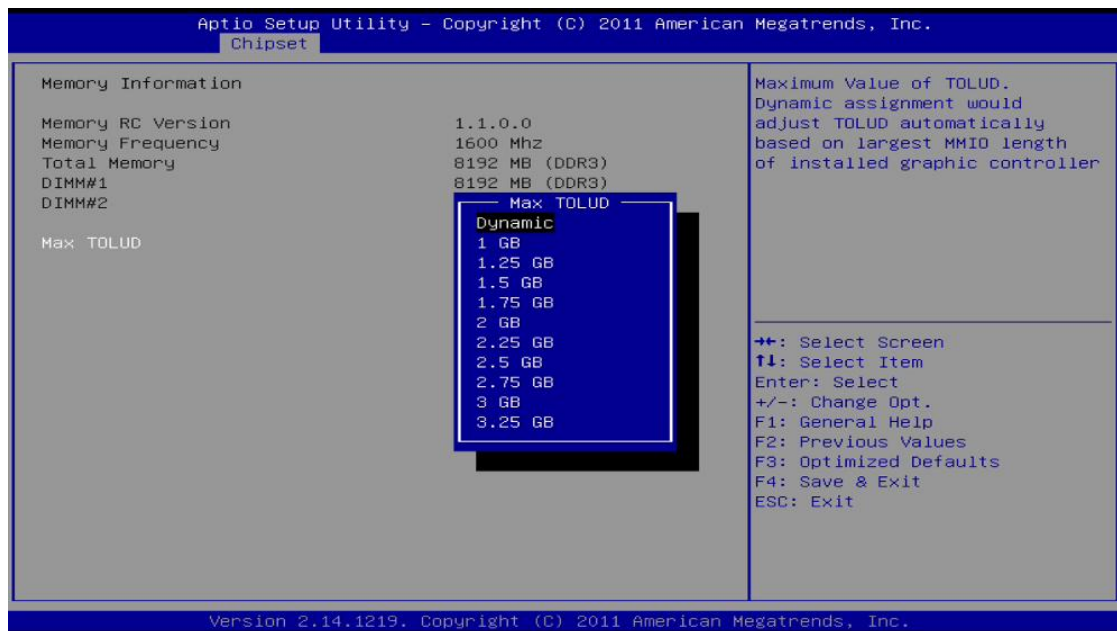 Aptio Setup Utility - Copyright (C) 2011 American Megatrends, Inc.
Chipset
Memory Information
Memory RC Version 1.1.0.0
Memory Frequency 1600 Mhz
Total Memory 8192 MB (DDR3)
DIMM#1 8192 MB (DDR3)
DIMM#2
Max TOLUD
Max TOLUD
Dynamic
1 GB
1.25 GB
1.5 GB
1.75 GB
2 GB
2.25 GB
2.5 GB
2.75 GB
3 GB
3.25 GB
Maximum Value of TOLUD.
Dynamic assignment would
adjust TOLUD automatically
based on largest MMIO length
of installed graphic controller
→←: Select Screen
↑↓: Select Item
Enter: Select
+/-: Change Opt.
F1: General Help
F2: Previous Values
F3: Optimized Defaults
F4: Save & Exit
ESC: Exit
Version 2.14.1219. Copyright (C) 2011 American Megatrends, Inc.